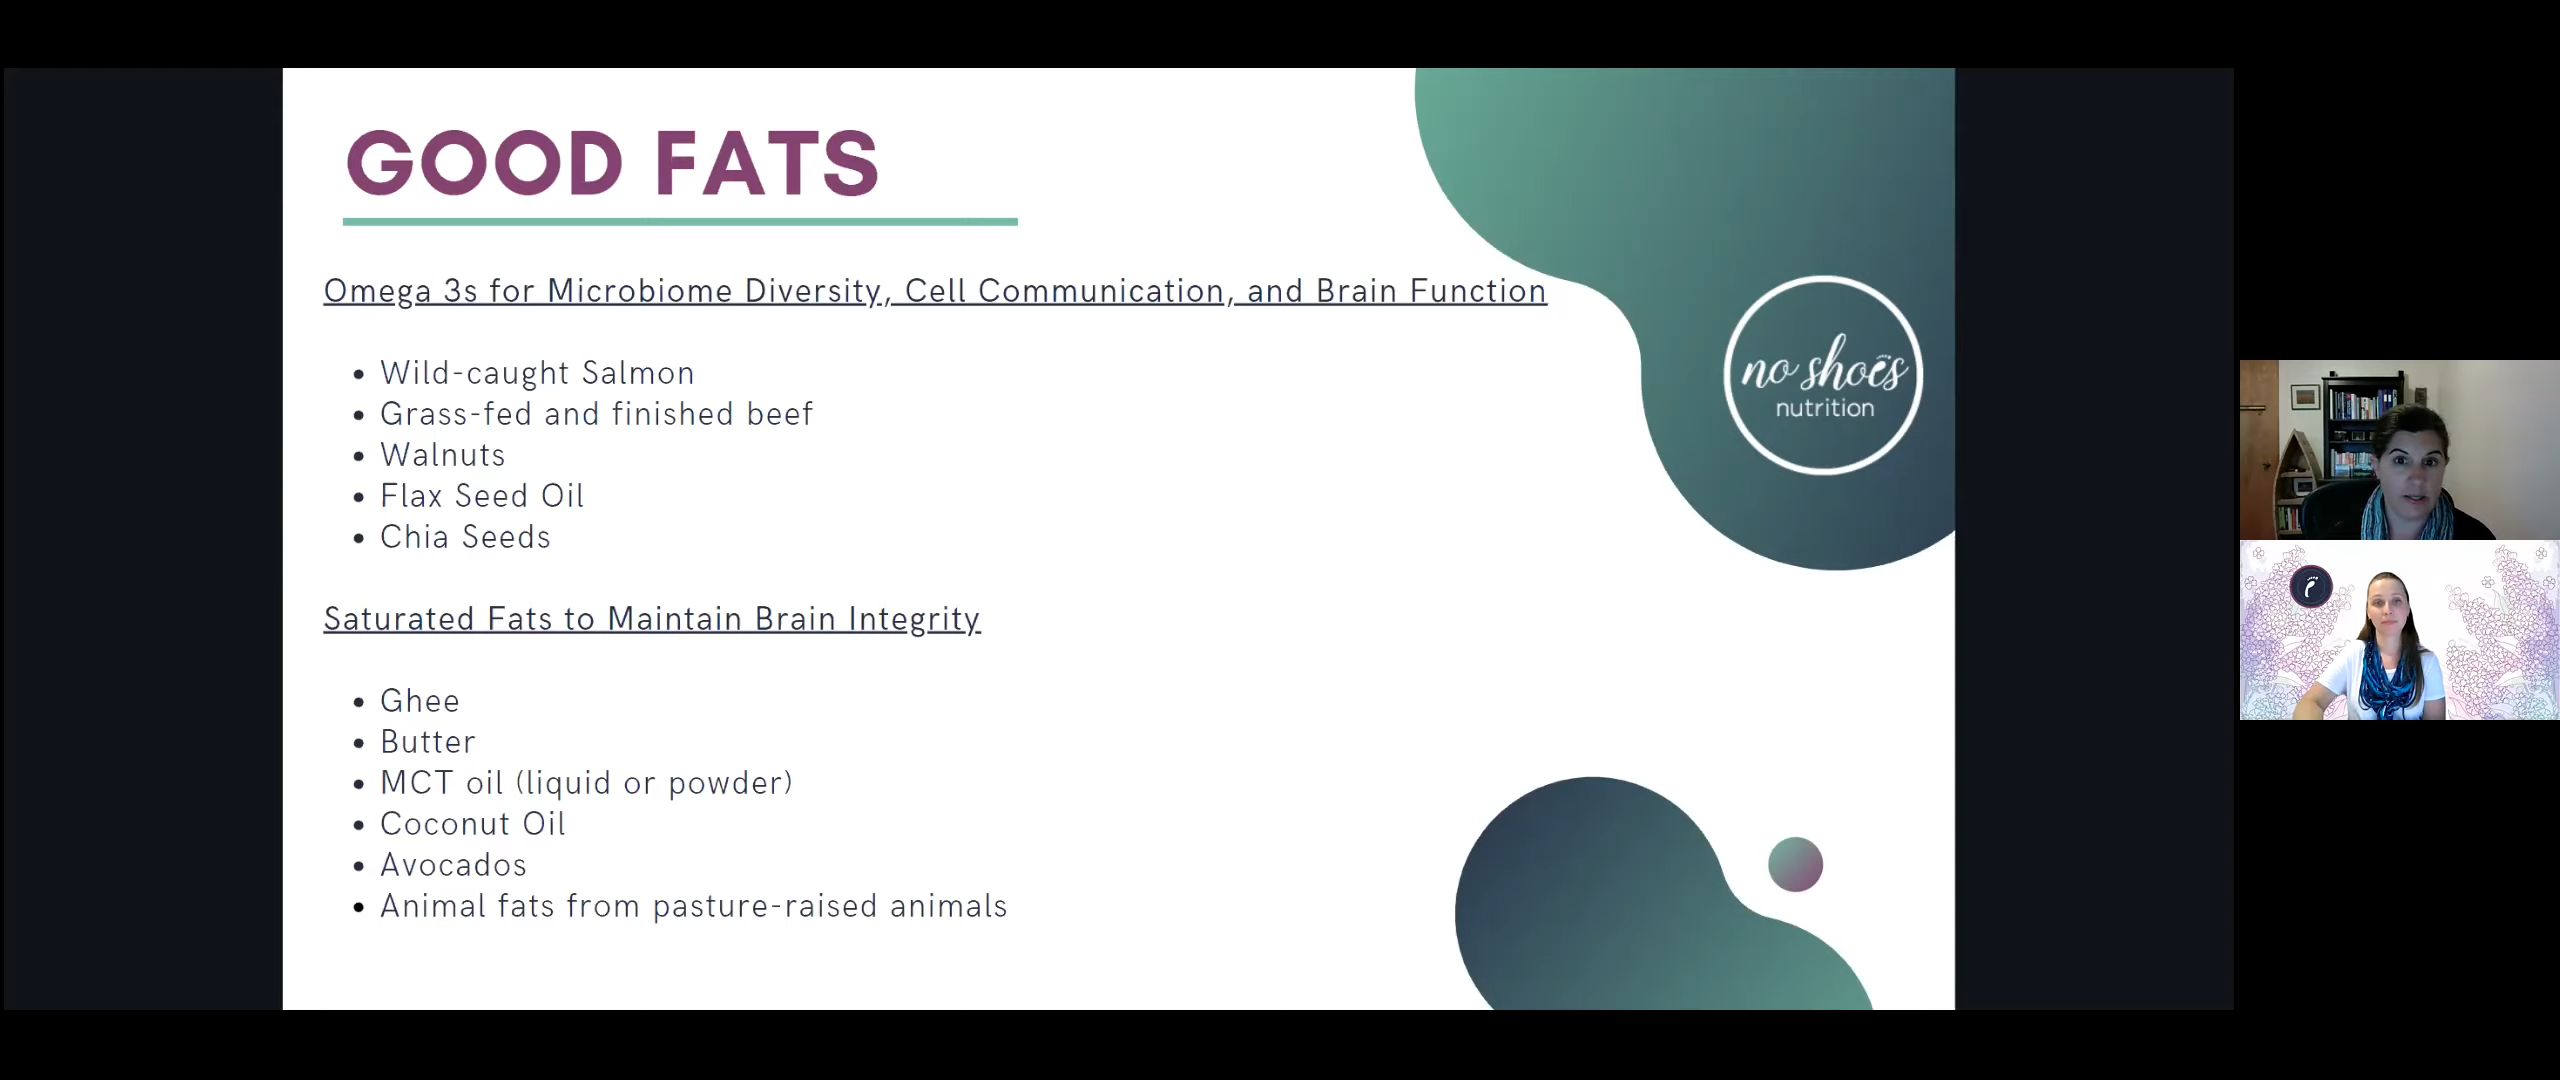 GOOD FATS
Omega 3s for Microbiome Diversity, Cell Communication, and Brain Function
Wild-caught Salmon
Grass-fed and finished beef
Walnuts
Flax Seed Oil
Chia Seeds
Saturated Fats to Maintain Brain Integrity
Ghee
Butter
MCT oil (liquid or powder)
Coconut Oil
Avocados
Animal fats from pasture-raised animals
no shoes
nutrition